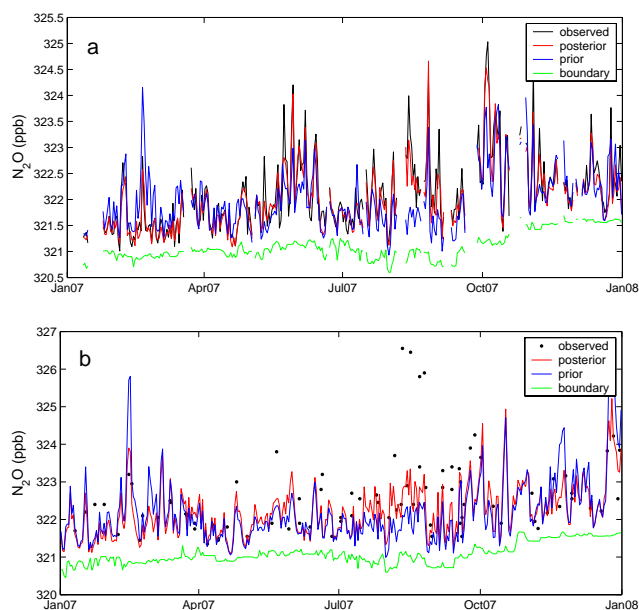 325.5
325
324.5
324
323.5
323
322.5
322
321.5
321
320.5
N2O (ppb)
a
observed
posterior
prior
boundary
Jan07
Apr07
Jul07
Oct07
Jan08
327
326
325
324
323
322
321
320
N2O (ppb)
b
observed
posterior
prior
boundary
Jan07
Apr07
Jul07
Oct07
Jan08